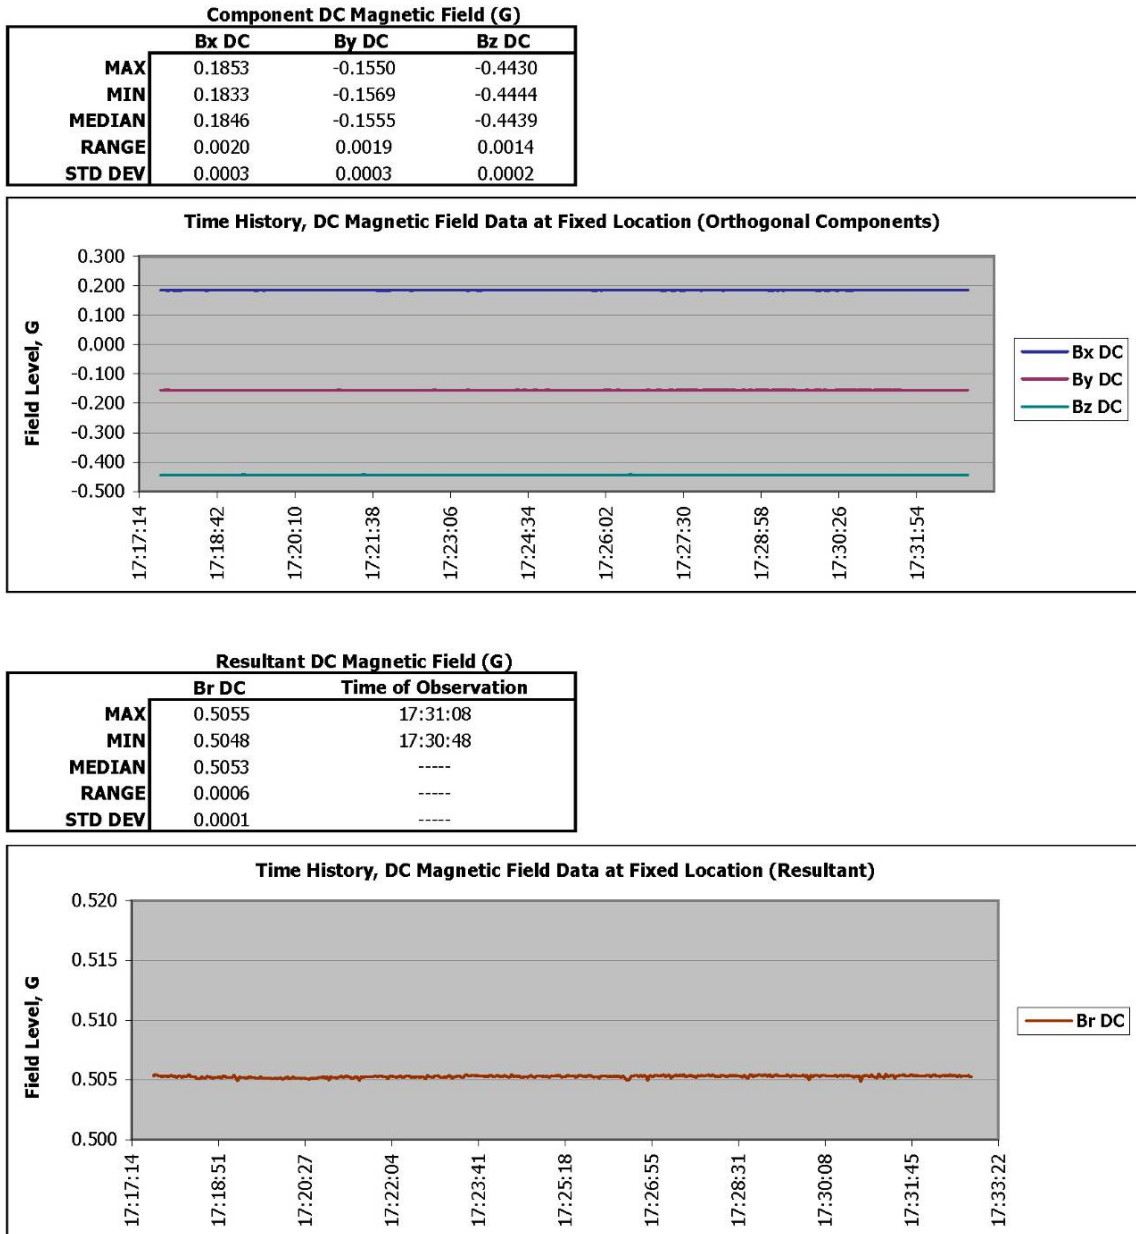 Component DC Magnetic Field (G)
Bx DC By DC Bz DC
MAX 0.1853 -0.1550 -0.4430
MIN 0.1833 -0.1569 -0.4444
MEDIAN 0.1846 -0.1555 -0.4439
RANGE 0.0020 0.0019 0.0014
STD DEV 0.0003 0.0003 0.0002
Time History, DC Magnetic Field Data at Fixed Location (Orthogonal Components)
Field Level, G
0.300
0.200
0.100
0.000
-0.100
-0.200
-0.300
-0.400
-0.500
17:17:14 17:18:42 17:20:10 17:21:38 17:23:06 17:24:34 17:26:02 17:27:30 17:28:58 17:30:26 17:31:54
Bx DC
By DC
Bz DC
Resultant DC Magnetic Field (G)
Br DC Time of Observation
MAX 0.5055 17:31:08
MIN 0.5048 17:30:48
MEDIAN 0.5053 -----
RANGE 0.0006 -----
STD DEV 0.0001 -----
Time History, DC Magnetic Field Data at Fixed Location (Resultant)
Field Level, G
0.520
0.515
0.510
0.505
0.500
17:17:14 17:18:51 17:20:27 17:22:04 17:23:41 17:25:18 17:26:55 17:28:31 17:30:08 17:31:45 17:33:22
Br DC